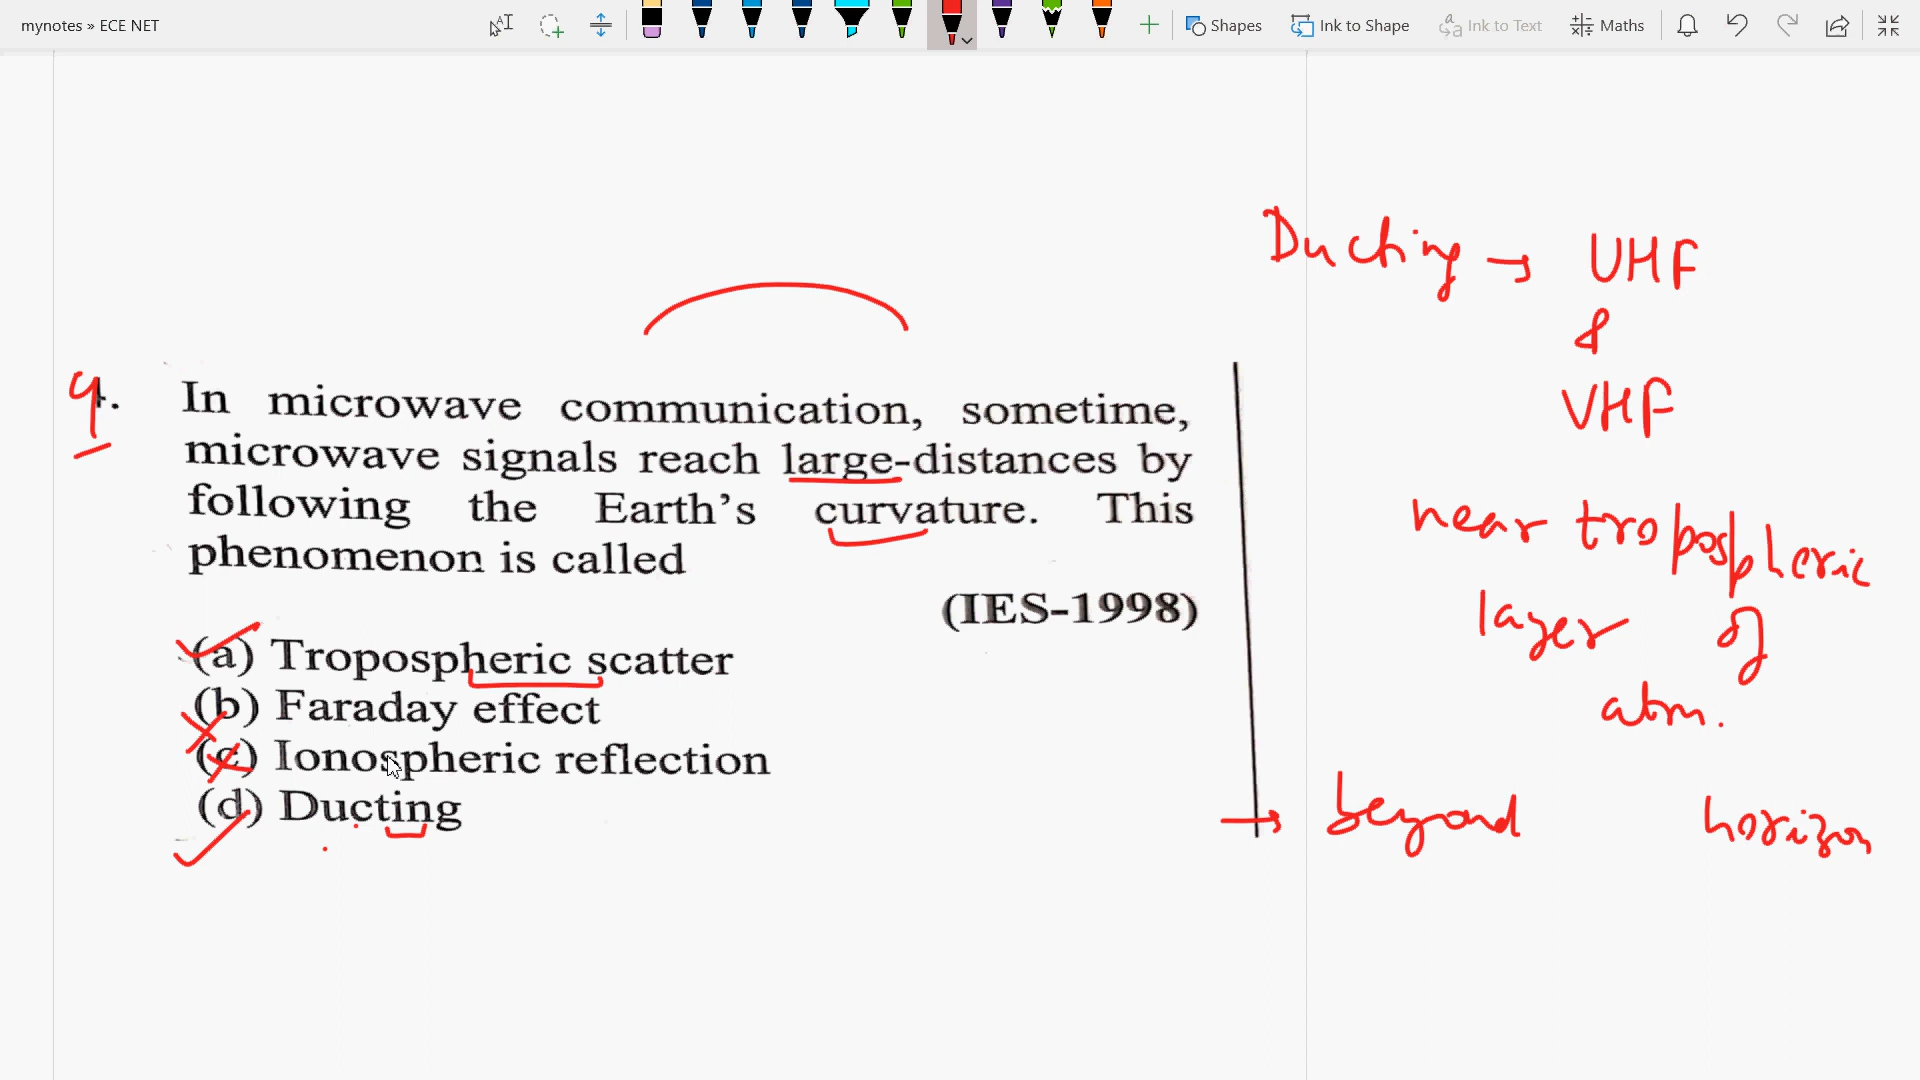 mynotes » ECE NET
Shapes
Ink to Shape
Ink to Text
Maths
Ducting → UHF
&
VHF
near tropospheric
layer of
atm.
→ beyond horizon
4.
In microwave communication, sometime,
microwave signals reach large-distances by
following the Earth's curvature. This
phenomenon is called
(IES-1998)
(a) Tropospheric scatter
(b) Faraday effect
(c) Ionospheric reflection
(d) Ducting